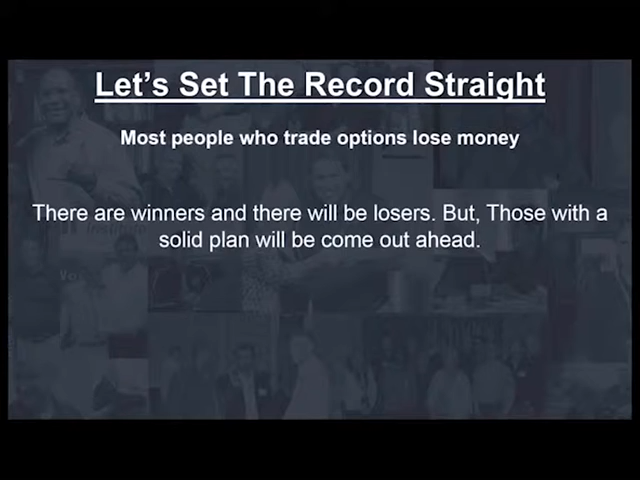 Let's Set The Record Straight
Most people who trade options lose money
There are winners and there will be losers. But, Those with a
solid plan will be come out ahead.
Institute